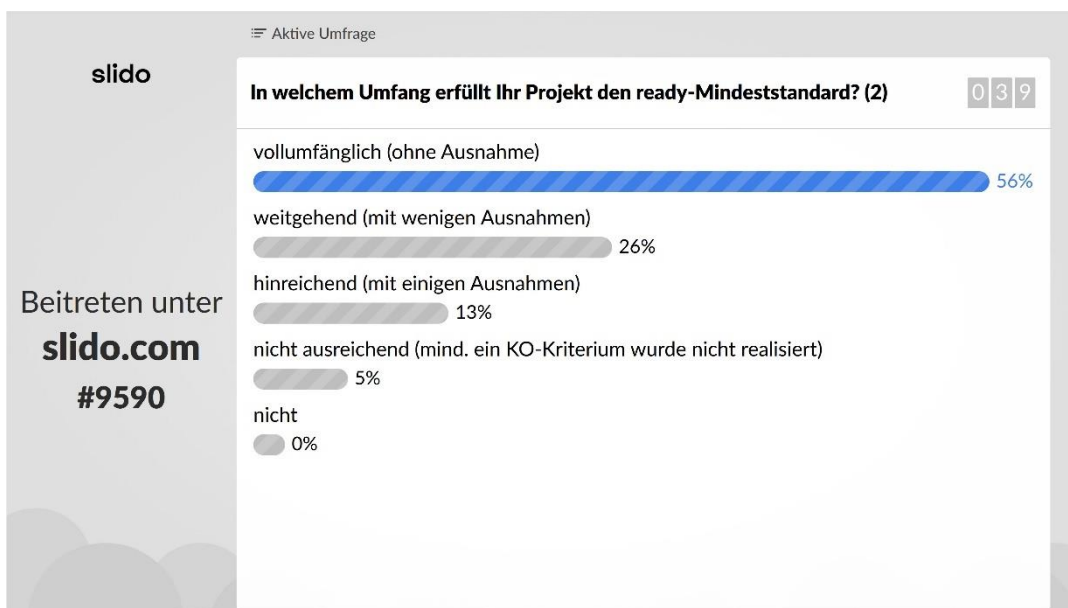 Aktive Umfrage
slido
In welchem Umfang erfüllt Ihr Projekt den ready-Mindeststandard? (2)
039
vollumfänglich (ohne Ausnahme)
56%
weitgehend (mit wenigen Ausnahmen)
26%
hinreichend (mit einigen Ausnahmen)
13%
nicht ausreichend (mind. ein KO-Kriterium wurde nicht realisiert)
5%
nicht
0%
Beitreten unter
slido.com
#9590